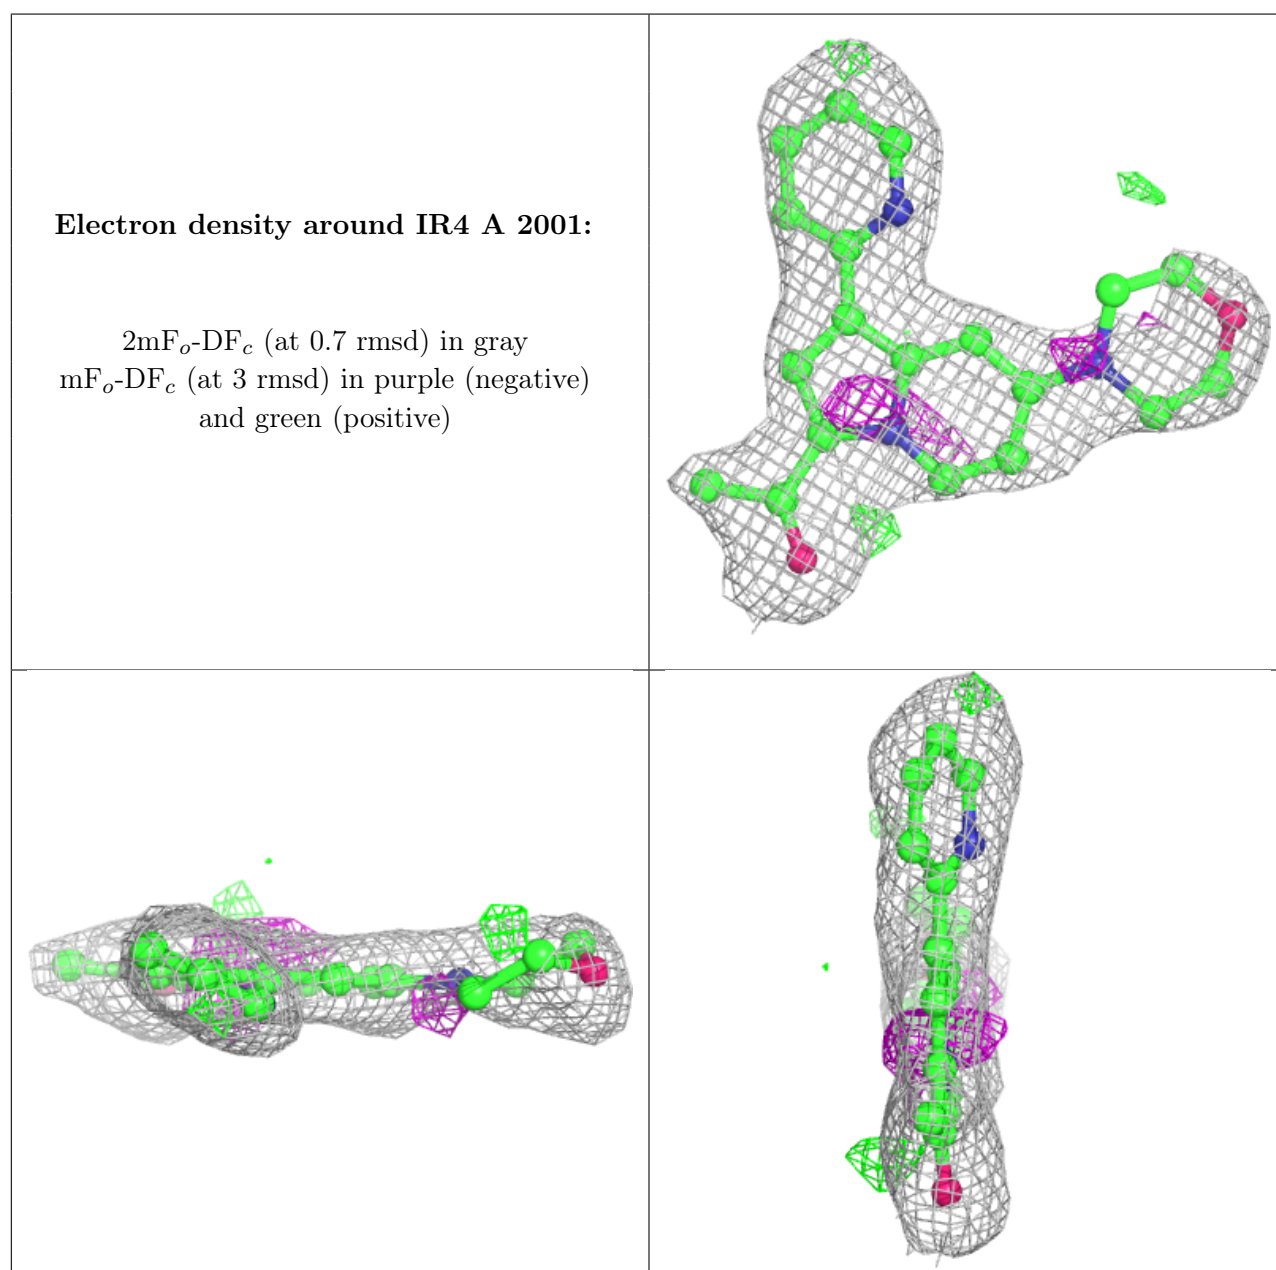 Electron density around IR4 A 2001:
2mFo-DFc (at 0.7 rmsd) in gray
mFo-DFc (at 3 rmsd) in purple (negative)
and green (positive)